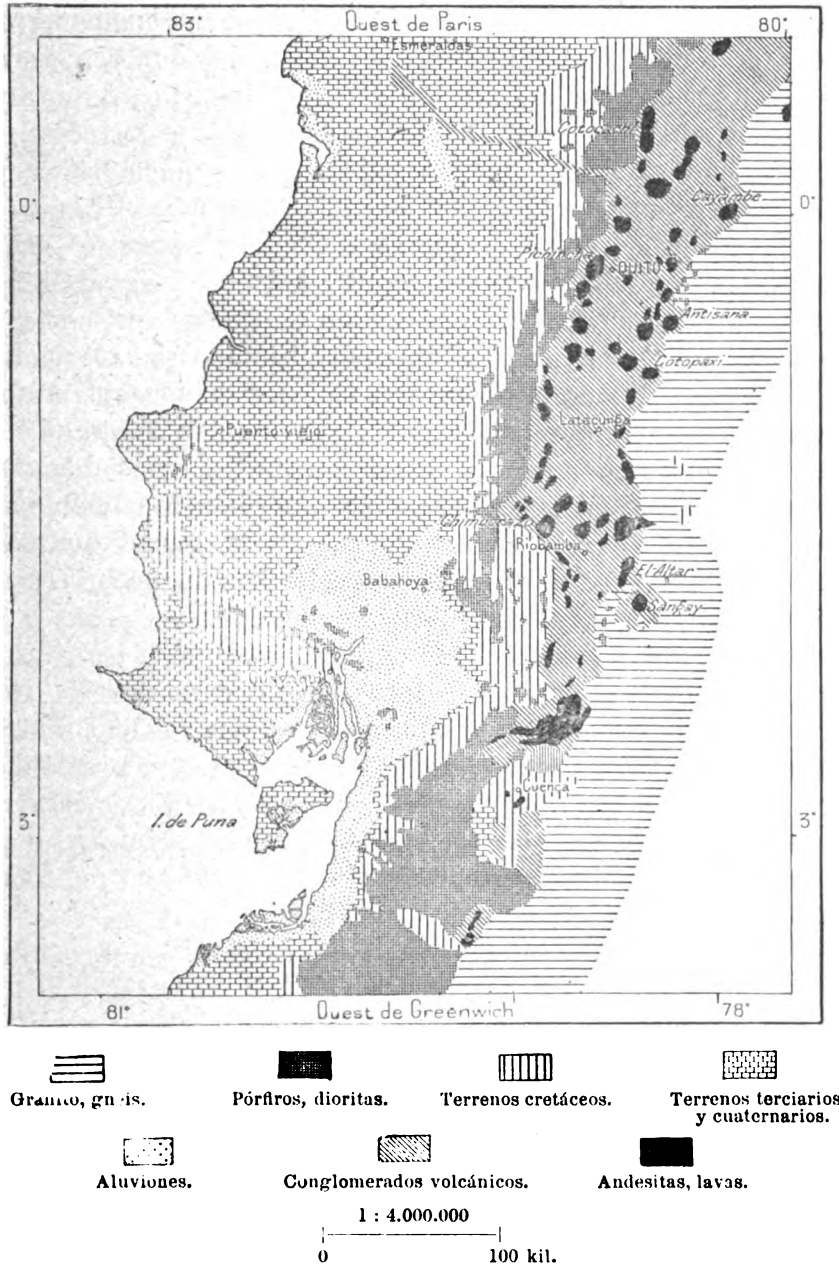 83° Ouest de Paris 80°
Esmeraldas
Cotocachi
0° Cayambe 0°
Pichincha QUITO
Antisana
Cotopaxi
Puerto viejo Latacunga
Chimborazo
Riobamba
Babahoya El Altar
Sangay
Cuenca
3° I. de Puna 3°
81° Ouest de Greenwich 78°
Granito, gneis. Pórfiros, dioritas. Terrenos cretáceos. Terrenos terciarios
y cuaternarios.
Aluviones. Conglomerados volcánicos. Andesitas, lavas.
1 : 4.000.000
0 100 kil.